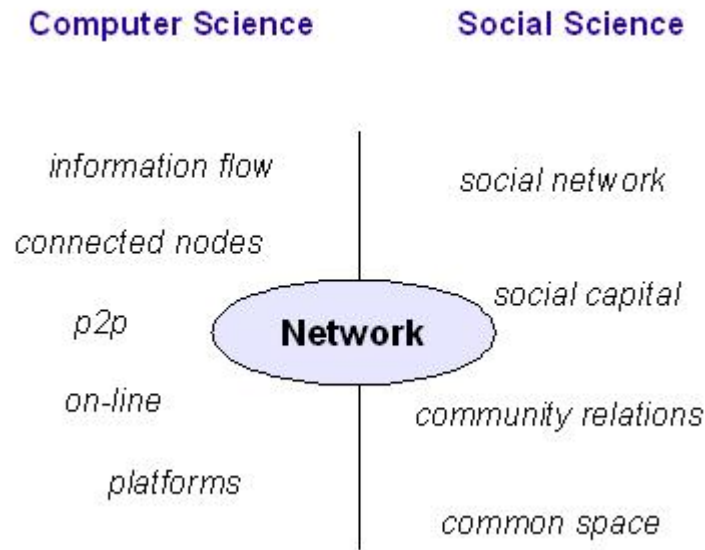 Computer Science
Social Science
information flow
social network
connected nodes
social capital
p2p
Network
on-line
community relations
platforms
common space